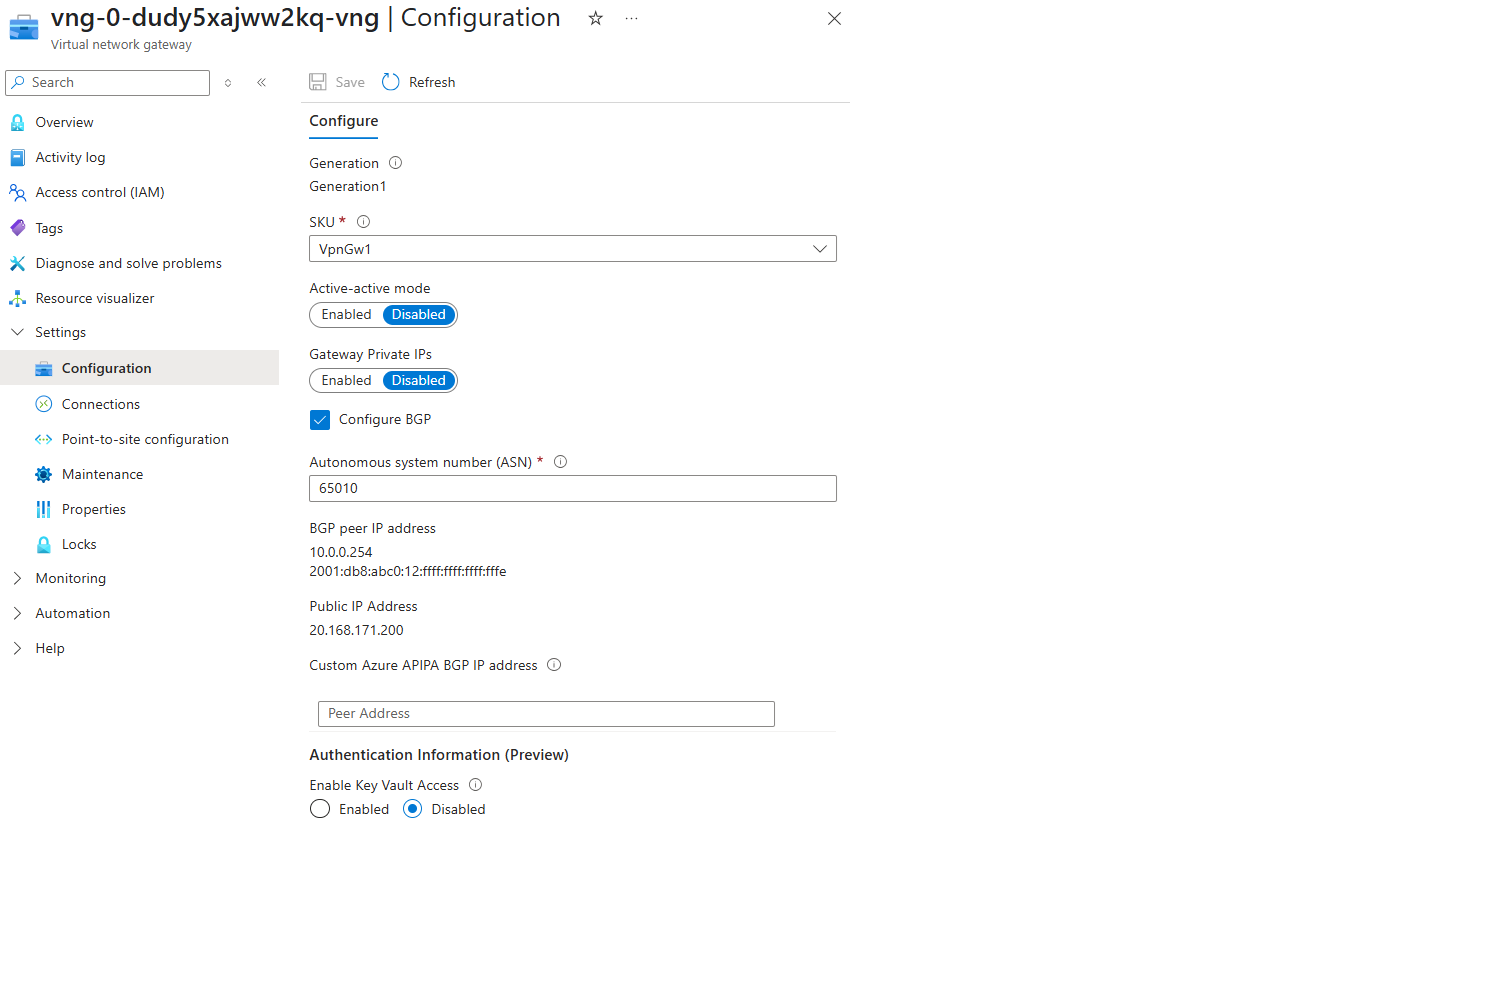 vng-0-dudy5xajww2kq-vng | Configuration
Virtual network gateway
Search
Overview
Activity log
Access control (IAM)
Tags
Diagnose and solve problems
Resource visualizer
Settings
Configuration
Connections
Point-to-site configuration
Maintenance
Properties
Locks
Monitoring
Automation
Help
Save Refresh
Configure
Generation
Generation1
SKU *
VpnGw1
Active-active mode
Enabled Disabled
Gateway Private IPs
Enabled Disabled
Configure BGP
Autonomous system number (ASN) *
65010
BGP peer IP address
10.0.0.254
2001:db8:abc0:12:ffff:ffff:ffff:fffe
Public IP Address
20.168.171.200
Custom Azure APIPA BGP IP address
Peer Address
Authentication Information (Preview)
Enable Key Vault Access
Enabled Disabled